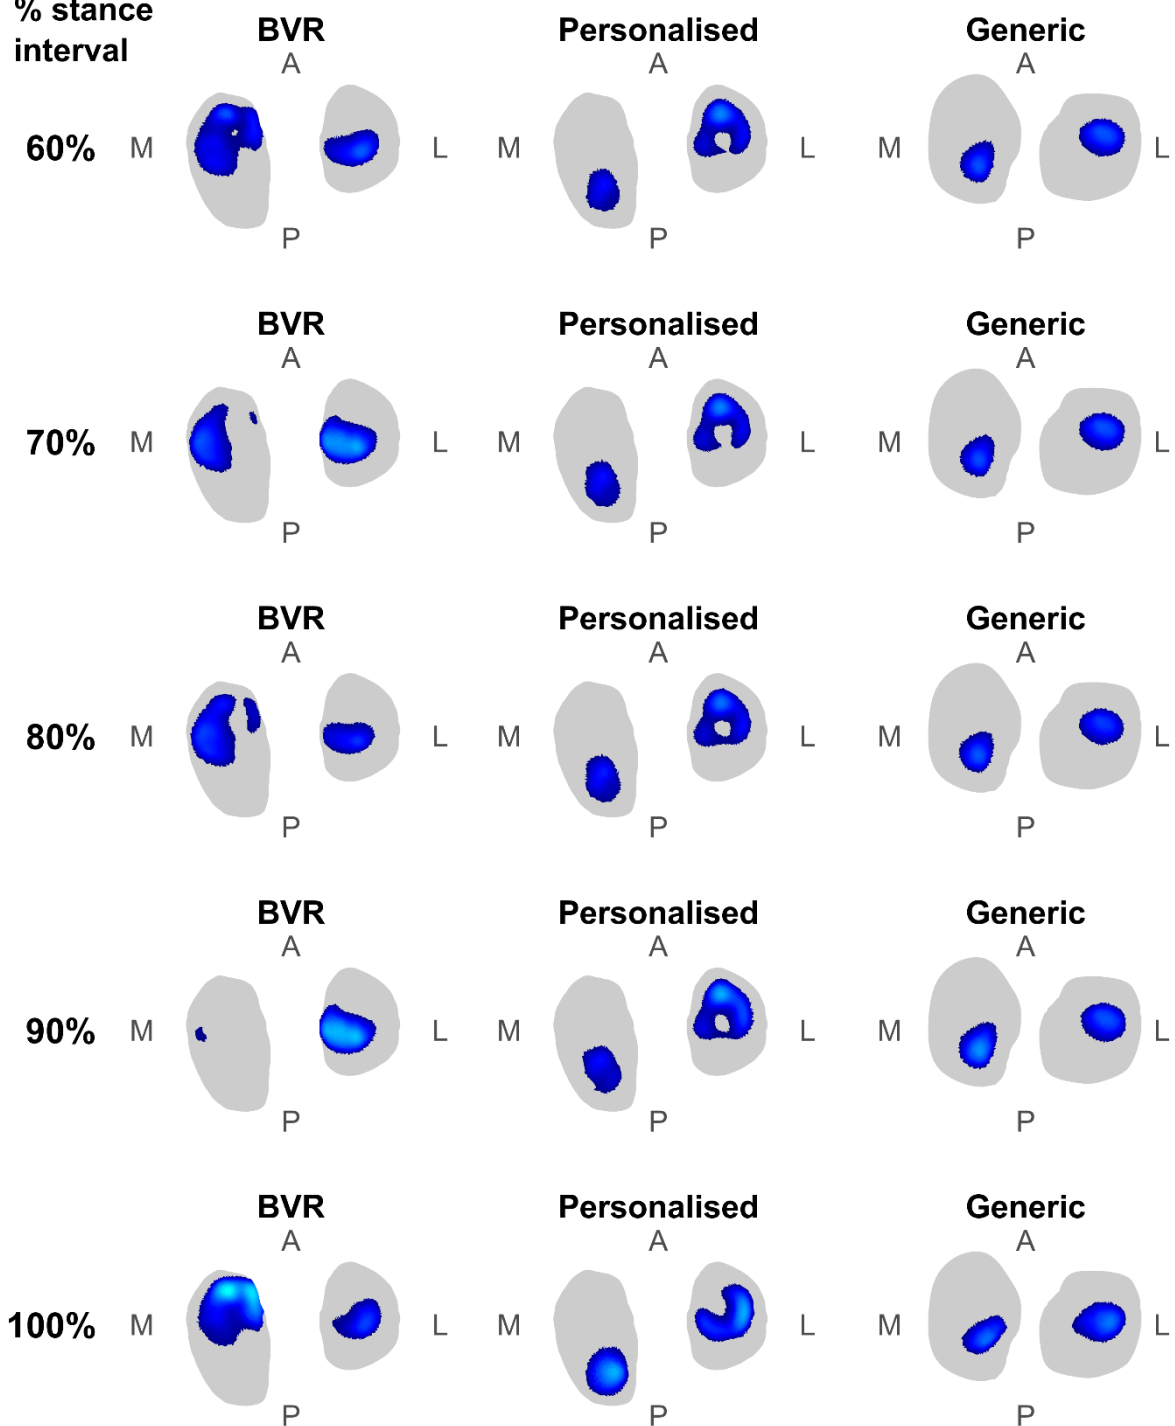 % stance
interval
BVR Personalised Generic
A A A
60% M L M L M L
P P P
BVR Personalised Generic
A A A
70% M L M L M L
P P P
BVR Personalised Generic
A A A
80% M L M L M L
P P P
BVR Personalised Generic
A A A
90% M L M L M L
P P P
BVR Personalised Generic
A A A
100% M L M L M L
P P P